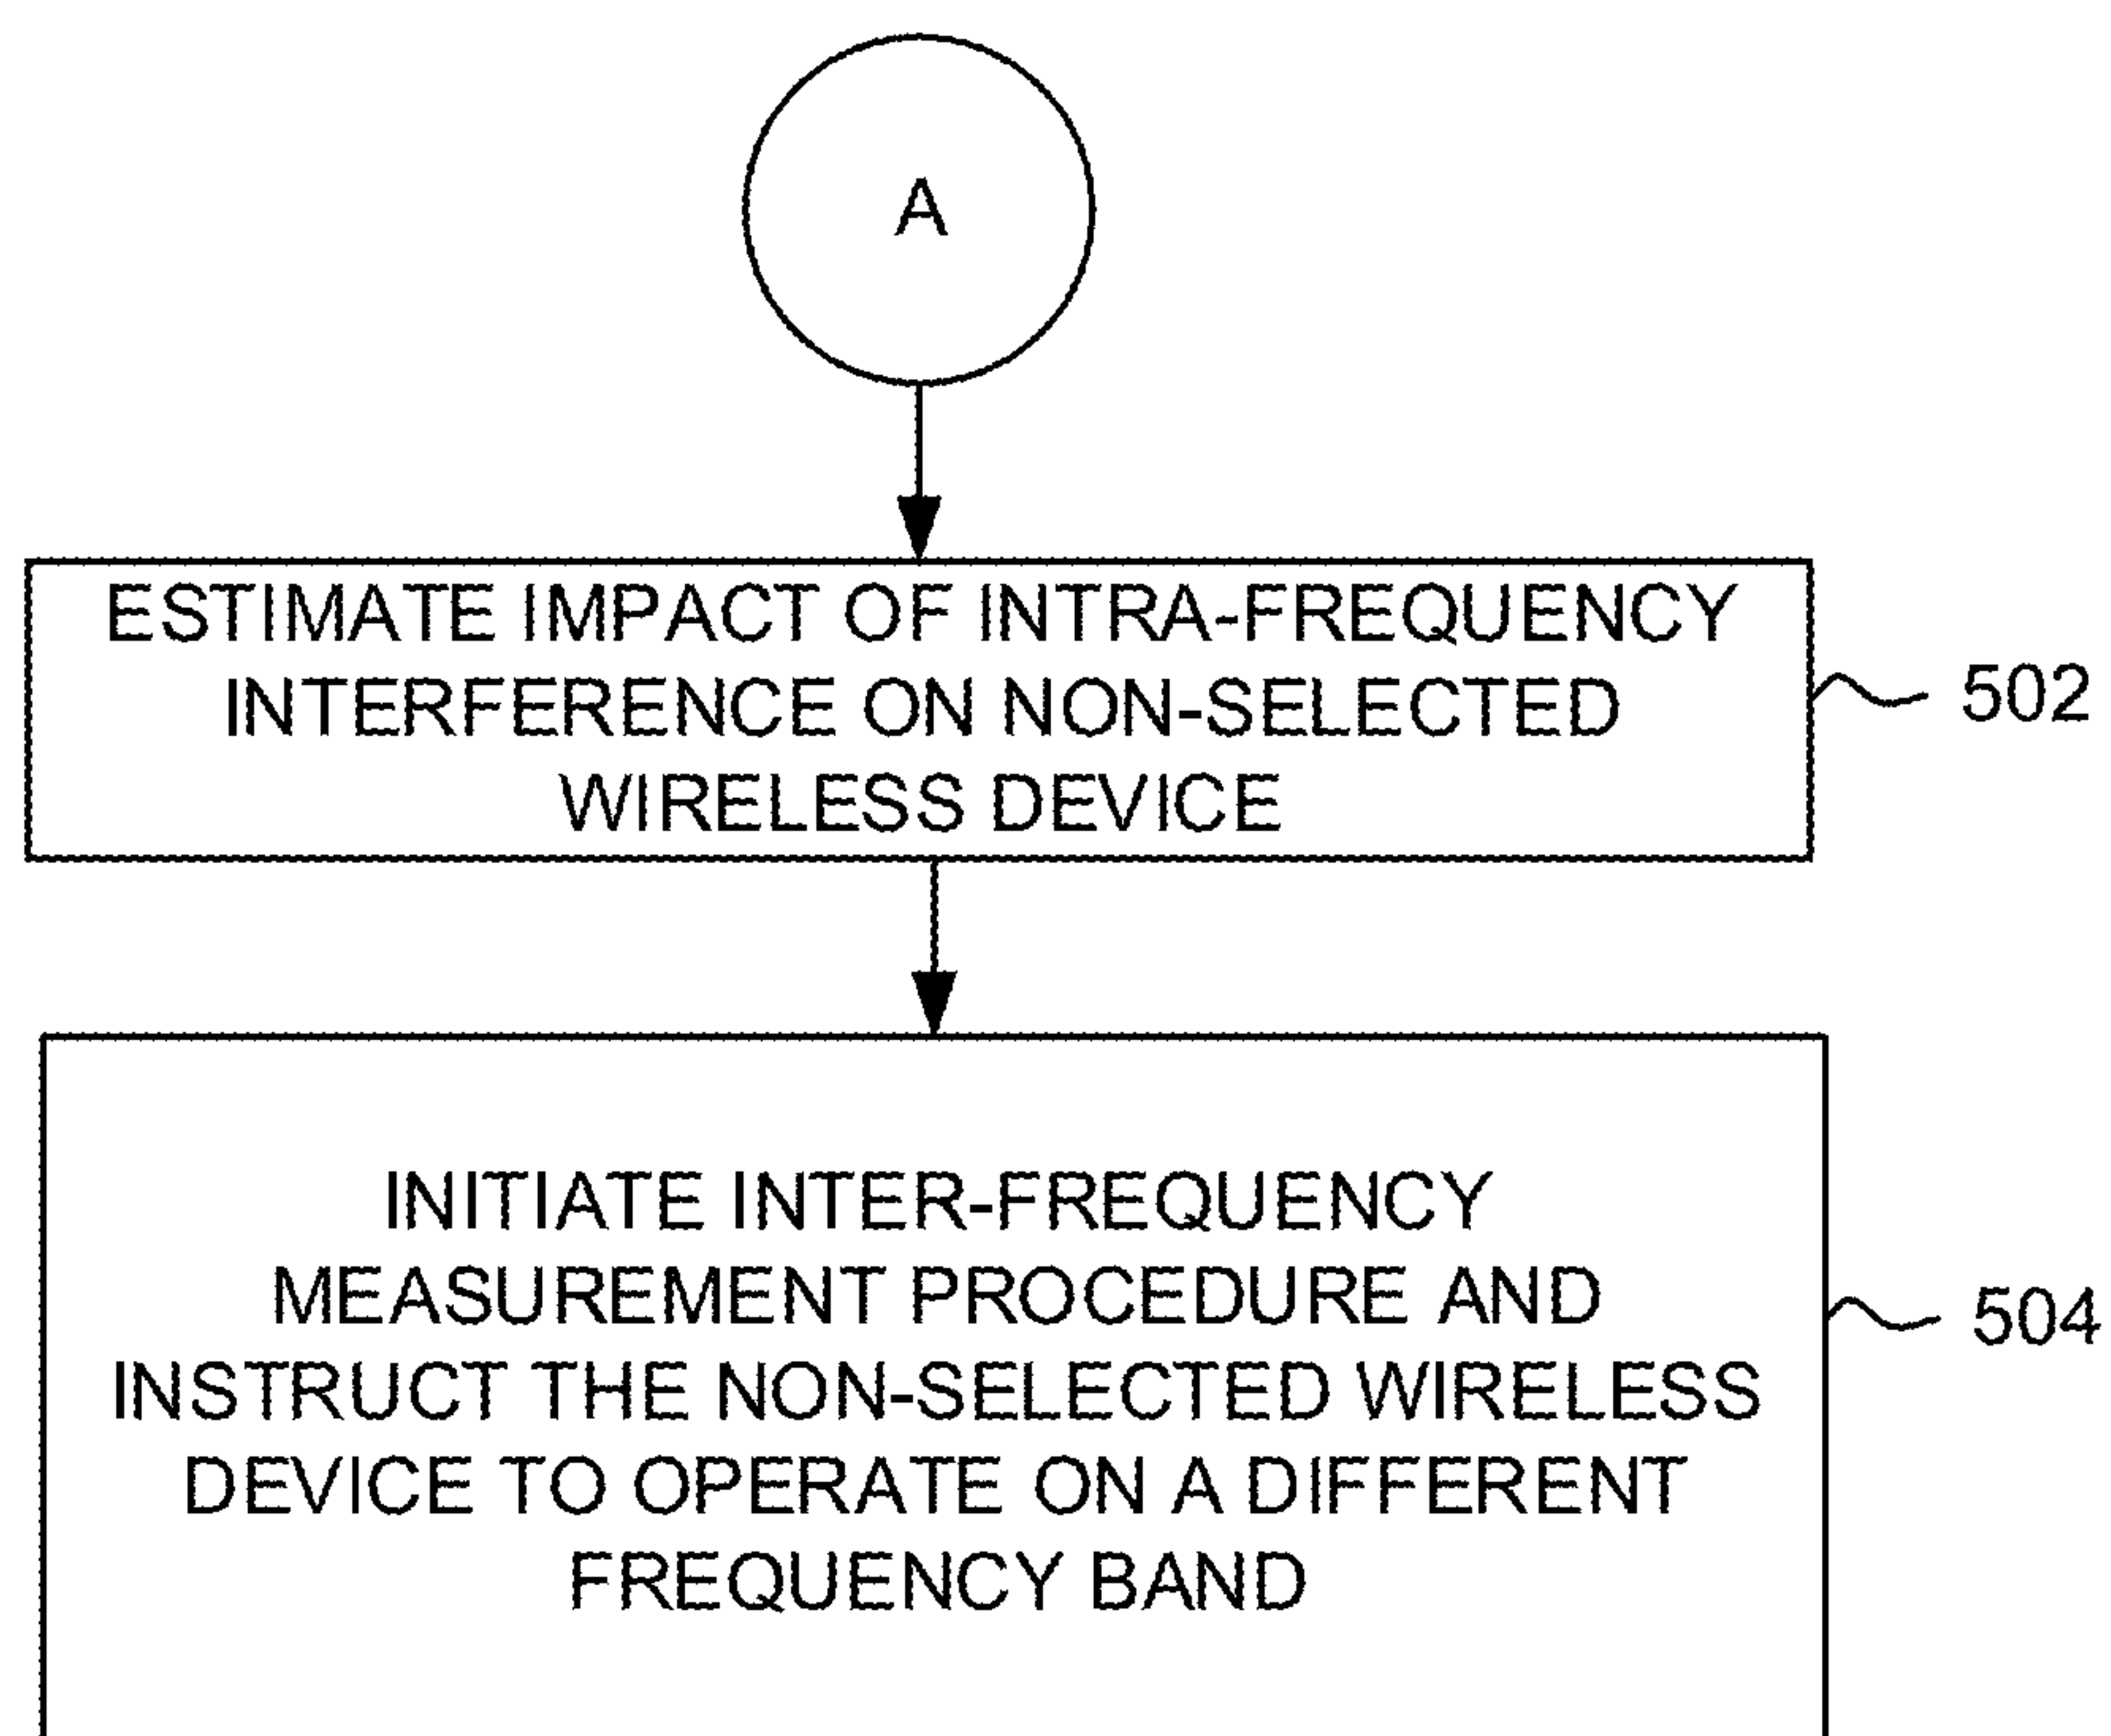 A
ESTIMATE IMPACT OF INTRA-FREQUENCY
INTERFERENCE ON NON-SELECTED
WIRELESS DEVICE
502
INITIATE INTER-FREQUENCY
MEASUREMENT PROCEDURE AND
INSTRUCT THE NON-SELECTED WIRELESS
DEVICE TO OPERATE ON A DIFFERENT
FREQUENCY BAND
504